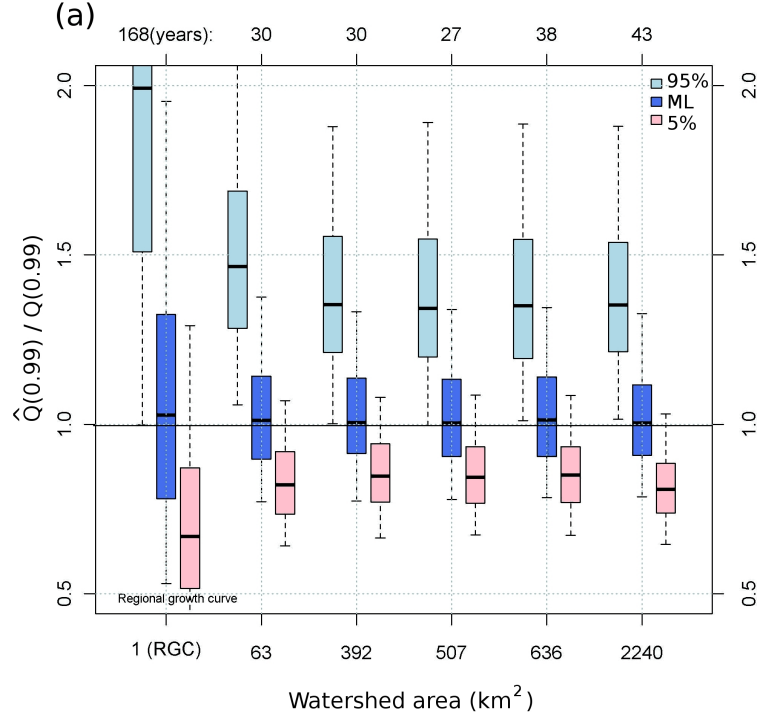 (a)
168(years): 30 30 27 38 43
95%
ML
5%
2.0 2.0
1.5 1.5
1.0 1.0
0.5 0.5
Q̂(0.99) / Q(0.99)
Regional growth curve
1 (RGC) 63 392 507 636 2240
Watershed area (km²)